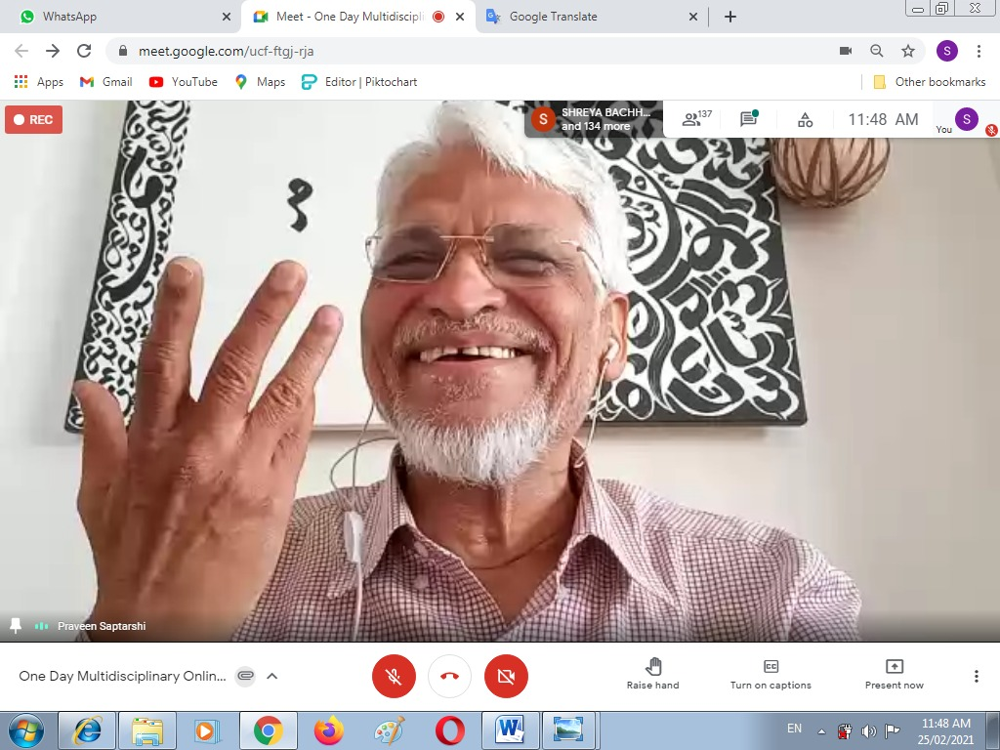 WhatsApp
Meet - One Day Multidiscipli
Google Translate
meet.google.com/ucf-ftgj-rja
S
Apps
Gmail
YouTube
Maps
Editor | Piktochart
Other bookmarks
REC
S
SHREYA BACHH...
and 134 more
137
11:48 AM
You
S
Praveen Saptarshi
One Day Multidisciplinary Onlin...
Raise hand
CC
Turn on captions
Present now
W
EN
11:48 AM
25/02/2021